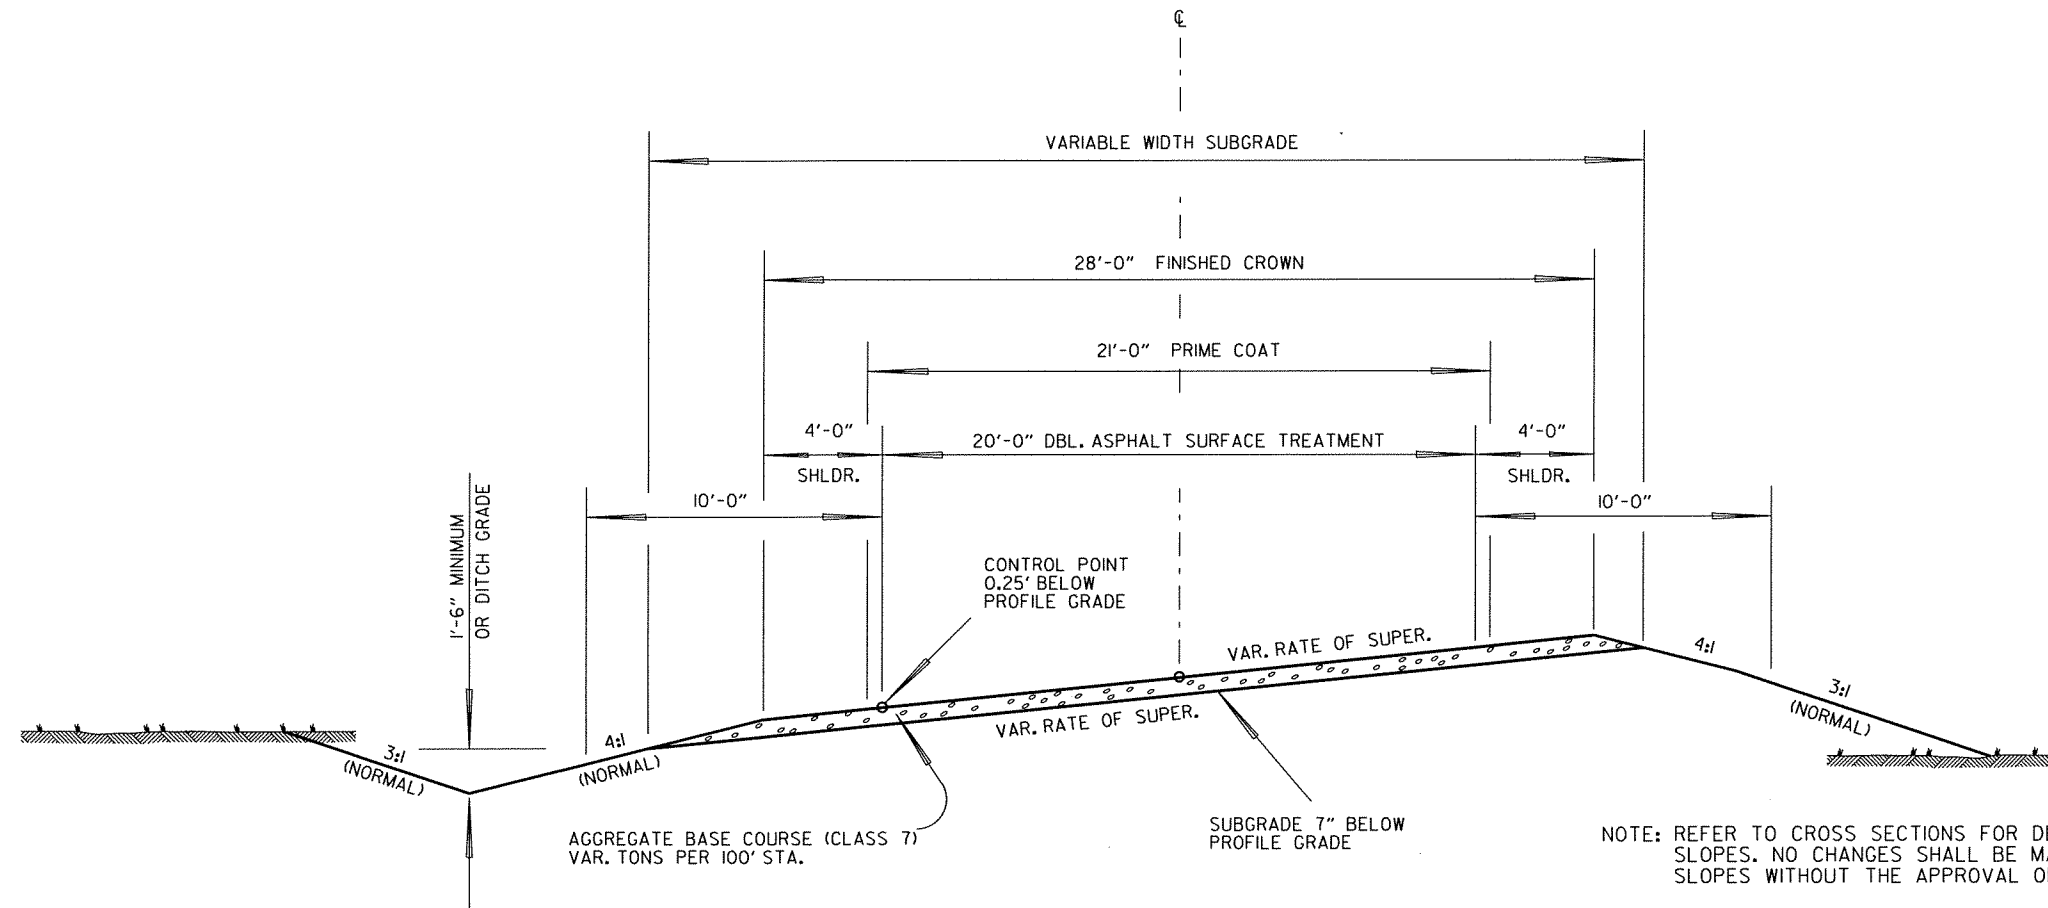 ℄
VARIABLE WIDTH SUBGRADE
28'-0" FINISHED CROWN
21'-0" PRIME COAT
4'-0"
20'-0" DBL. ASPHALT SURFACE TREATMENT
4'-0"
SHLDR.
SHLDR.
10'-0"
10'-0"
1'-6" MINIMUM
OR DITCH GRADE
CONTROL POINT
0.25' BELOW
PROFILE GRADE
VAR. RATE OF SUPER.
4:1
3:1
(NORMAL)
VAR. RATE OF SUPER.
3:1
(NORMAL)
4:1
(NORMAL)
AGGREGATE BASE COURSE (CLASS 7)
VAR. TONS PER 100' STA.
SUBGRADE 7" BELOW
PROFILE GRADE
NOTE: REFER TO CROSS SECTIONS FOR
SLOPES. NO CHANGES SHALL BE
SLOPES WITHOUT THE APPROVAL